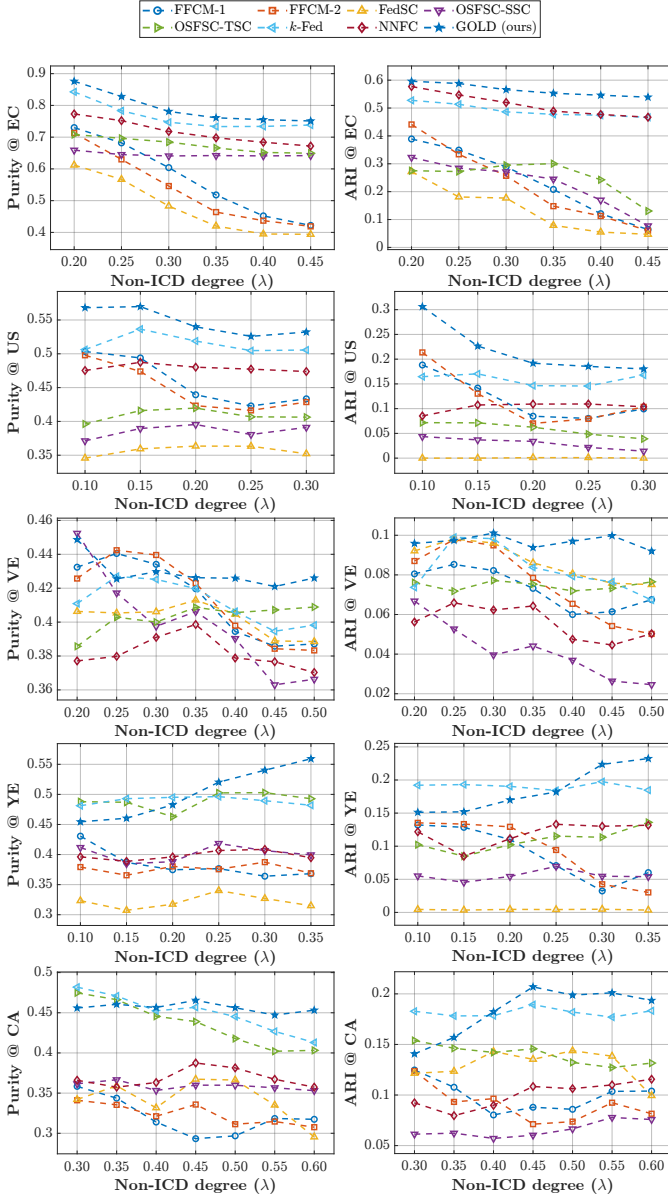 FFCM-1 FFCM-2 FedSC OSFSC-SSC
OSFSC-TSC k-Fed NNFC GOLD (ours)
0.9
0.8
0.7
0.6
0.5
0.4
Purity @ EC
0.20 0.25 0.30 0.35 0.40 0.45
Non-ICD degree (λ)
0.6
0.5
0.4
0.3
0.2
0.1
0
ARI @ EC
0.20 0.25 0.30 0.35 0.40 0.45
Non-ICD degree (λ)
0.55
0.5
0.45
0.4
0.35
Purity @ US
0.10 0.15 0.20 0.25 0.30
Non-ICD degree (λ)
0.3
0.25
0.2
0.15
0.1
0.05
0
ARI @ US
0.10 0.15 0.20 0.25 0.30
Non-ICD degree (λ)
0.46
0.44
0.42
0.4
0.38
0.36
Purity @ VE
0.20 0.25 0.30 0.35 0.40 0.45 0.50
Non-ICD degree (λ)
0.1
0.08
0.06
0.04
0.02
ARI @ VE
0.20 0.25 0.30 0.35 0.40 0.45 0.50
Non-ICD degree (λ)
0.55
0.5
0.45
0.4
0.35
0.3
Purity @ YE
0.10 0.15 0.20 0.25 0.30 0.35
Non-ICD degree (λ)
0.25
0.2
0.15
0.1
0.05
0
ARI @ YE
0.10 0.15 0.20 0.25 0.30 0.35
Non-ICD degree (λ)
0.5
0.45
0.4
0.35
0.3
Purity @ CA
0.30 0.35 0.40 0.45 0.50 0.55 0.60
Non-ICD degree (λ)
0.2
0.15
0.1
0.05
ARI @ CA
0.30 0.35 0.40 0.45 0.50 0.55 0.60
Non-ICD degree (λ)